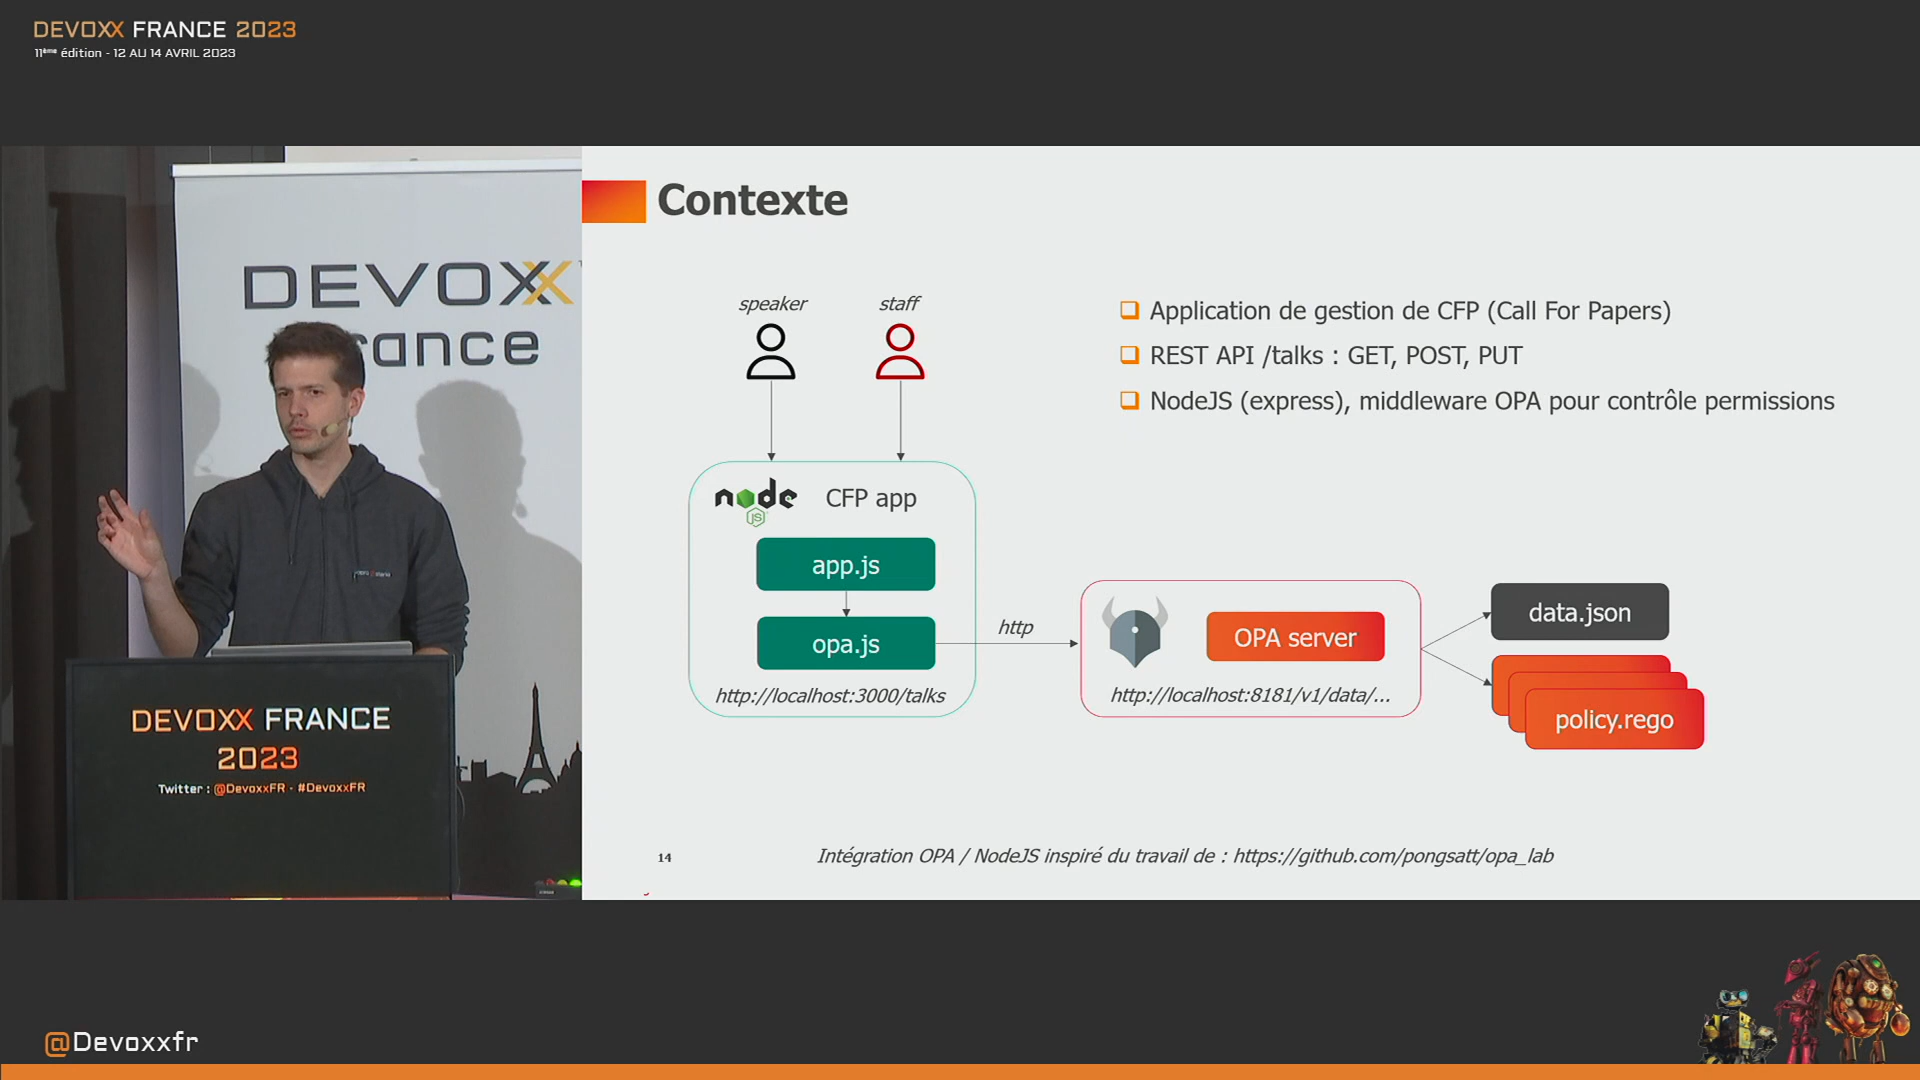 DEVOXX FRANCE 2023
11ème édition - 12 AU 14 AVRIL 2023
DEVOXX
France
DEVOXX FRANCE
2023
Twitter : @DevoxxFR - #DevoxxFR
Contexte
speaker
staff
❑ Application de gestion de CFP (Call For Papers)
❑ REST API /talks : GET, POST, PUT
❑ NodeJS (express), middleware OPA pour contrôle permissions
node
JS
CFP app
app.js
opa.js
http://localhost:3000/talks
http
OPA server
http://localhost:8181/v1/data/...
data.json
policy.rego
14
Intégration OPA / NodeJS inspiré du travail de : https://github.com/pongsatt/opa_lab
@Devoxxfr